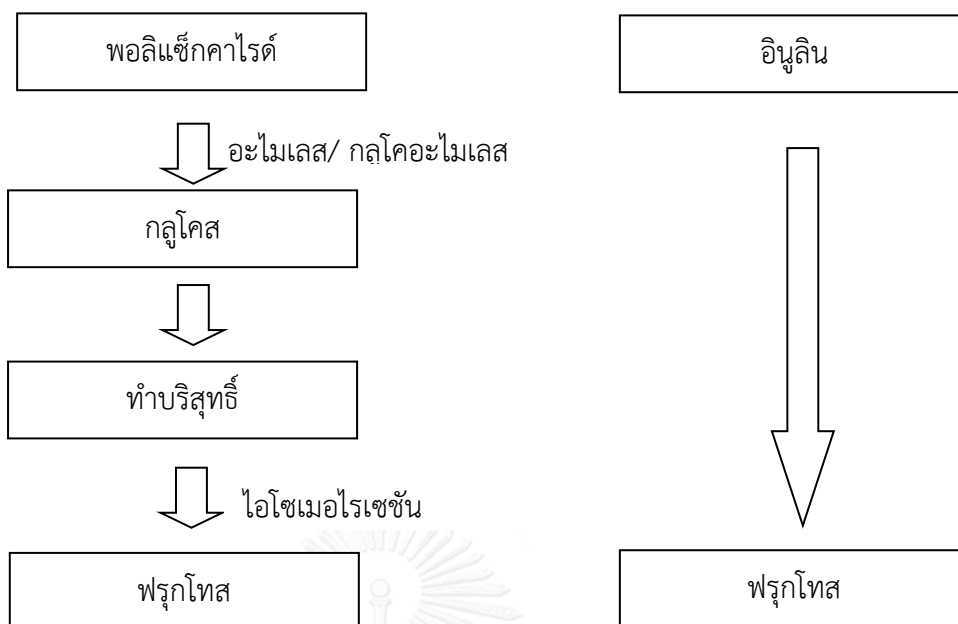 พอลิแซ็กคาไรด์
อะไมเลส/ กลูโคอะไมเลส
กลูโคส
ทำบริสุทธิ์
ไอโซเมอไรเซชัน
ฟรุกโทส
อินูลิน
ฟรุกโทส